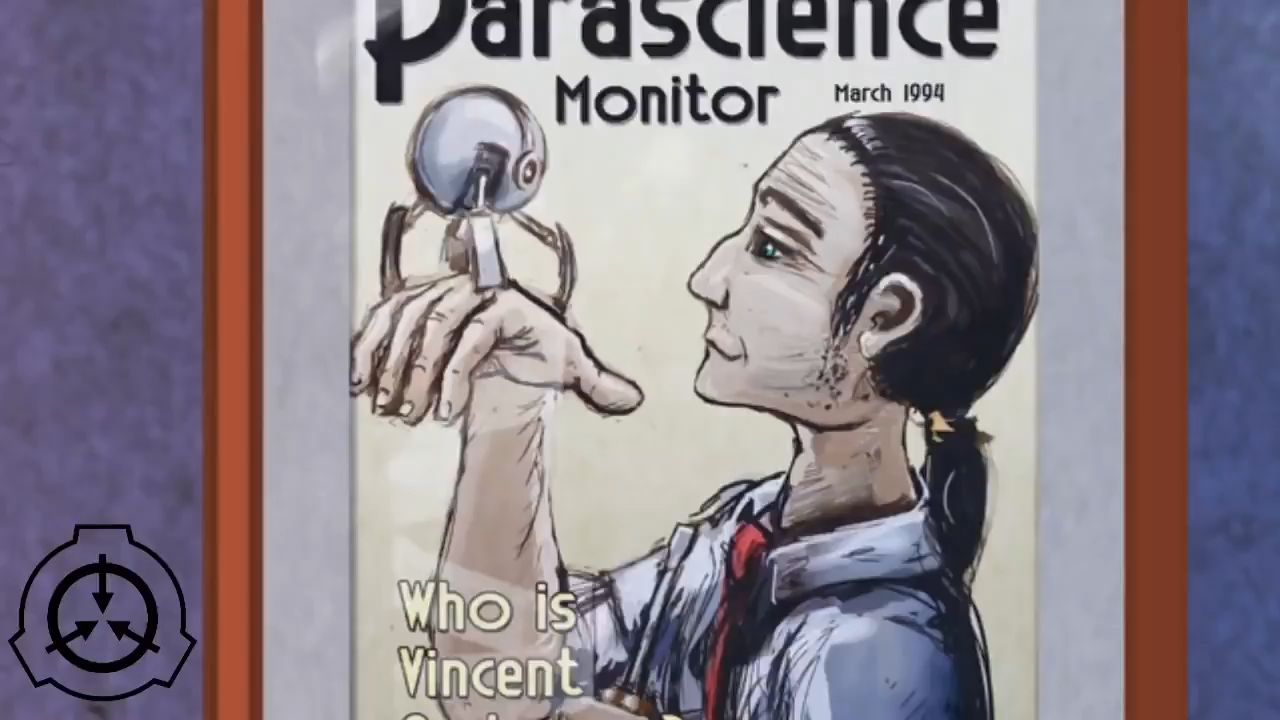 Parascience
Monitor
March 1994
Who is
Vincent